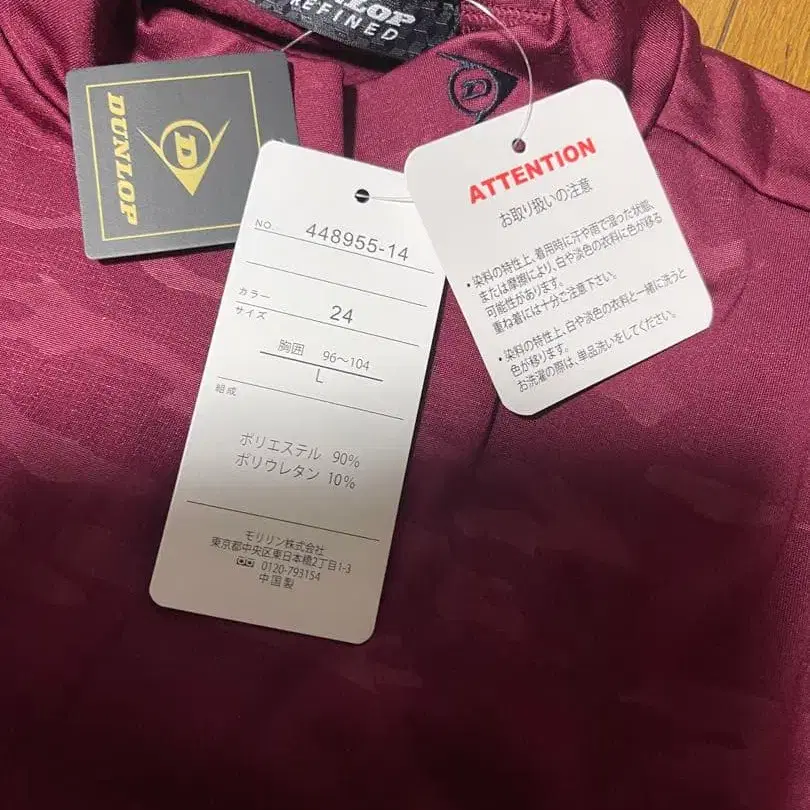 DUNLOP
REFINED
D
DUNLOP
D
NO.
448955-14
カラー
24
サイズ
胸囲 96~104
L
組成
ポリエステル 90%
ポリウレタン 10%
モリリン株式会社
東京都中央区東日本橋2丁目1-3
0120-793154
中国製
ATTENTION
お取り扱いの注意
・染料の特性上、着用時に汗や雨で湿った状態、
または摩擦により、白や淡色の衣料に色が移る
可能性があります。
重ね着には十分ご注意下さい。
・染料の特性上、白や淡色の衣料と一緒に洗うと
色が移ります。
お洗濯の際は、単品洗いをしてください。